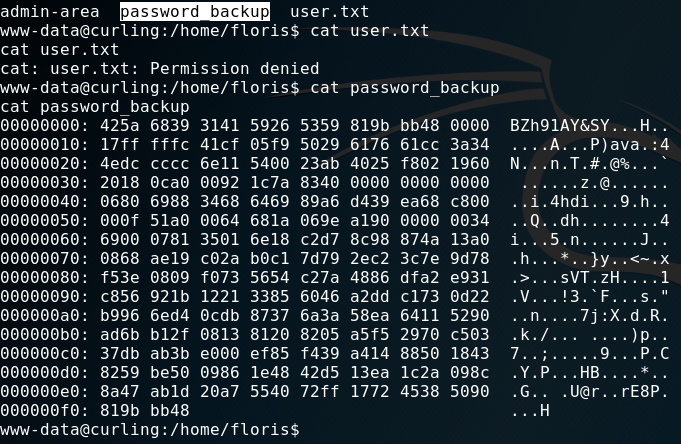 admin-area  password_backup  user.txt
www-data@curling:/home/floris$ cat user.txt
cat user.txt
cat: user.txt: Permission denied
www-data@curling:/home/floris$ cat password_backup
cat password_backup
00000000: 425a 6839 3141 5926 5359 819b bb48 0000  BZh91AY&SY...H..
00000010: 17ff fffc 41cf 05f9 5029 6176 61cc 3a34  ....A...P)ava.:4
00000020: 4edc cccc 6e11 5400 23ab 4025 f802 1960  N...n.T.#.@%...`
00000030: 2018 0ca0 0092 1c7a 8340 0000 0000 0000   ......z.@......
00000040: 0680 6988 3468 6469 89a6 d439 ea68 c800  ..i.4hdi...9.h..
00000050: 000f 51a0 0064 681a 069e a190 0000 0034  ..Q..dh........4
00000060: 6900 0781 3501 6e18 c2d7 8c98 874a 13a0  i...5.n......J..
00000070: 0868 ae19 c02a b0c1 7d79 2ec2 3c7e 9d78  .h...*..}y..<~.x
00000080: f53e 0809 f073 5654 c27a 4886 dfa2 e931  .>...sVT.zH....1
00000090: c856 921b 1221 3385 6046 a2dd c173 0d22  .V...!3.`F...s."
000000a0: b996 6ed4 0cdb 8737 6a3a 58ea 6411 5290  ..n....7j:X.d.R.
000000b0: ad6b b12f 0813 8120 8205 a5f5 2970 c503  .k./... ....)p..
000000c0: 37db ab3b e000 ef85 f439 a414 8850 1843  7..;.....9...P.C
000000d0: 8259 be50 0986 1e48 42d5 13ea 1c2a 098c  .Y.P...HB....*..
000000e0: 8a47 ab1d 20a7 5540 72ff 1772 4538 5090  .G.. .U@r..rE8P.
000000f0: 819b bb48                                ...H
www-data@curling:/home/floris$